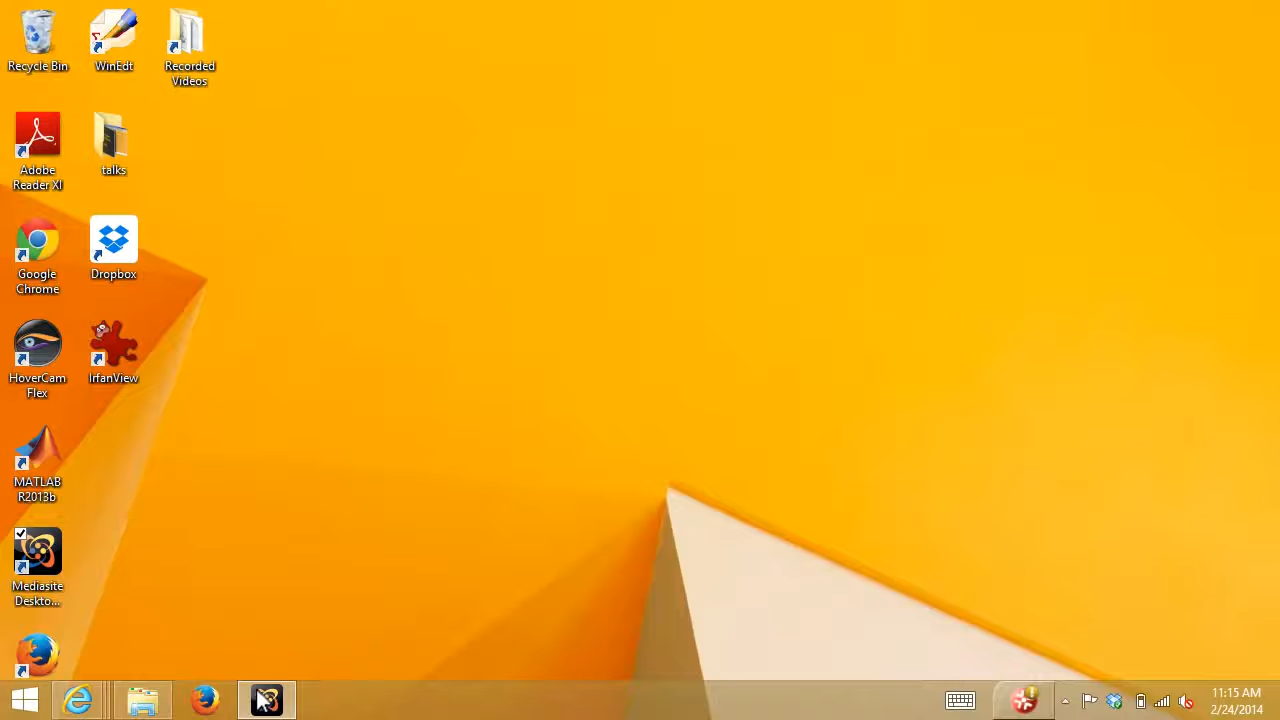 Recycle Bin
WinEdt
Recorded
Videos
Adobe
Reader XI
talks
Google
Chrome
Dropbox
HoverCam
Flex
IrfanView
MATLAB
R2013b
Mediasite
Deskto...
11:15 AM
2/24/2014